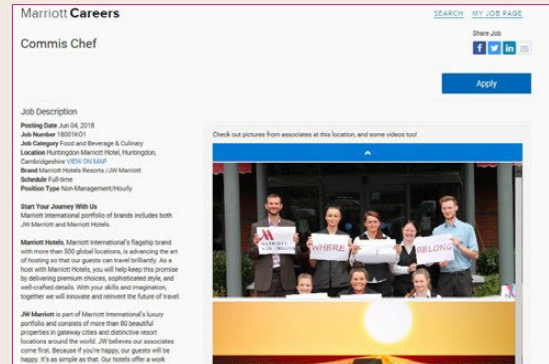 Marriott Careers
SEARCH MY JOB PAGE
Commis Chef
Share Job
Apply
Job Description
Posting Date Jun 04, 2018
Job Number 18001KO1
Job Category Food and Beverage & Culinary
Location Huntingdon Marriott Hotel, Huntingdon,
Cambridgeshire VIEW ON MAP
Brand Marriott Hotels Resorts /JW Marriott
Schedule Full-time
Position Type Non-Management/Hourly
Start Your Journey With Us
Marriott International portfolio of brands includes both
JW Marriott and Marriott Hotels.
Marriott Hotels, Marriott International's flagship brand
with more than 500 global locations, is advancing the art
of hosting so that our guests can travel brilliantly. As a
host with Marriott Hotels, you will help keep this promise
by delivering premium choices, sophisticated style, and
well-crafted details. With your skills and imagination,
together we will innovate and reinvent the future of travel.
JW Marriott is part of Marriott International's luxury
portfolio and consists of more than 80 beautiful
properties in gateway cities and distinctive resort
locations around the world. JW believes our associates
come first. Because if you're happy, our guests will be
happy. It's as simple as that. Our hotels offer a work
Check out pictures from associates at this location, and some videos too!
MARRIOTT
WHERE I BELONG